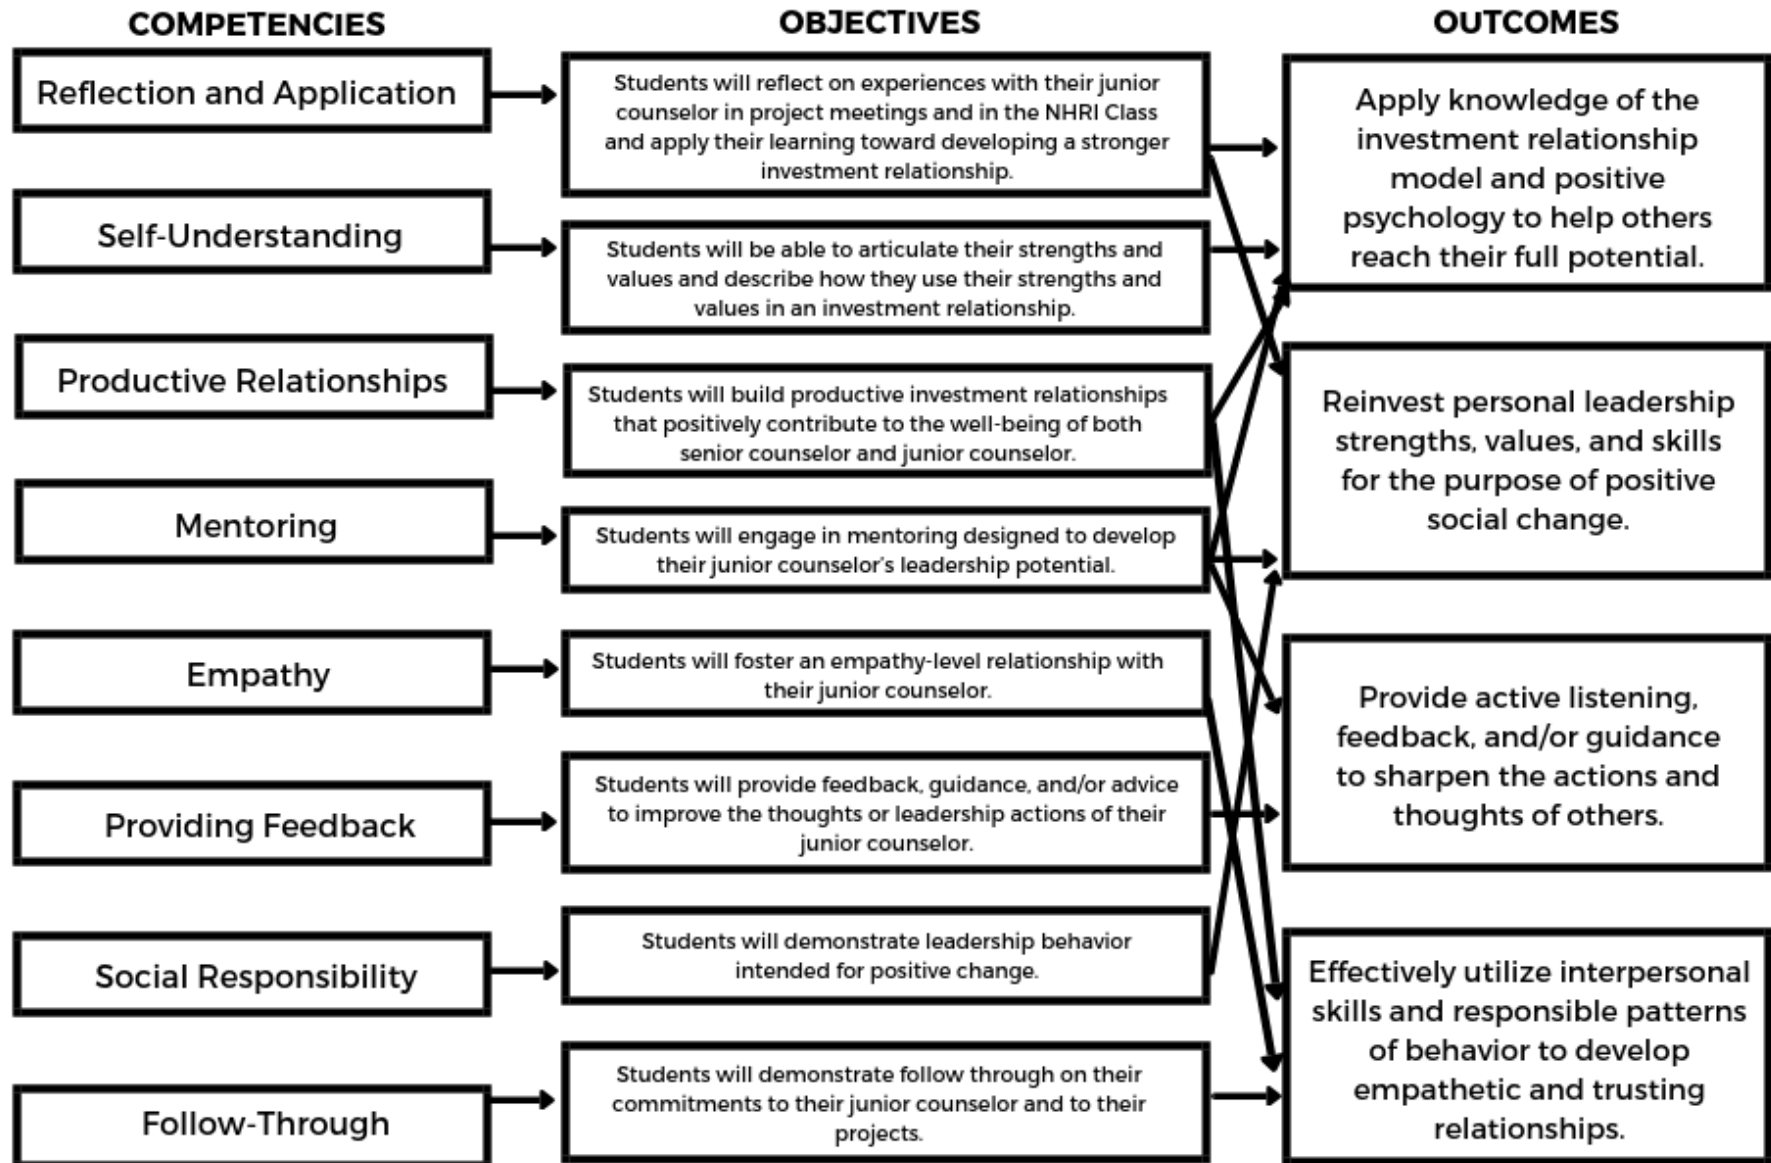 COMPETENCIES
OBJECTIVES
OUTCOMES
Reflection and Application
Self-Understanding
Productive Relationships
Mentoring
Empathy
Providing Feedback
Social Responsibility
Follow-Through
Students will reflect on experiences with their junior
counselor in project meetings and in the NHRI Class
and apply their learning toward developing a stronger
investment relationship.
Students will be able to articulate their strengths and
values and describe how they use their strengths and
values in an investment relationship.
Students will build productive investment relationships
that positively contribute to the well-being of both
senior counselor and junior counselor.
Students will engage in mentoring designed to develop
their junior counselor's leadership potential.
Students will foster an empathy-level relationship with
their junior counselor.
Students will provide feedback, guidance, and/or advice
to improve the thoughts or leadership actions of their
junior counselor.
Students will demonstrate leadership behavior
intended for positive change.
Students will demonstrate follow through on their
commitments to their junior counselor and to their
projects.
Apply knowledge of the
investment relationship
model and positive
psychology to help others
reach their full potential.
Reinvest personal leadership
strengths, values, and skills
for the purpose of positive
social change.
Provide active listening,
feedback, and/or guidance
to sharpen the actions and
thoughts of others.
Effectively utilize interpersonal
skills and responsible patterns
of behavior to develop
empathetic and trusting
relationships.